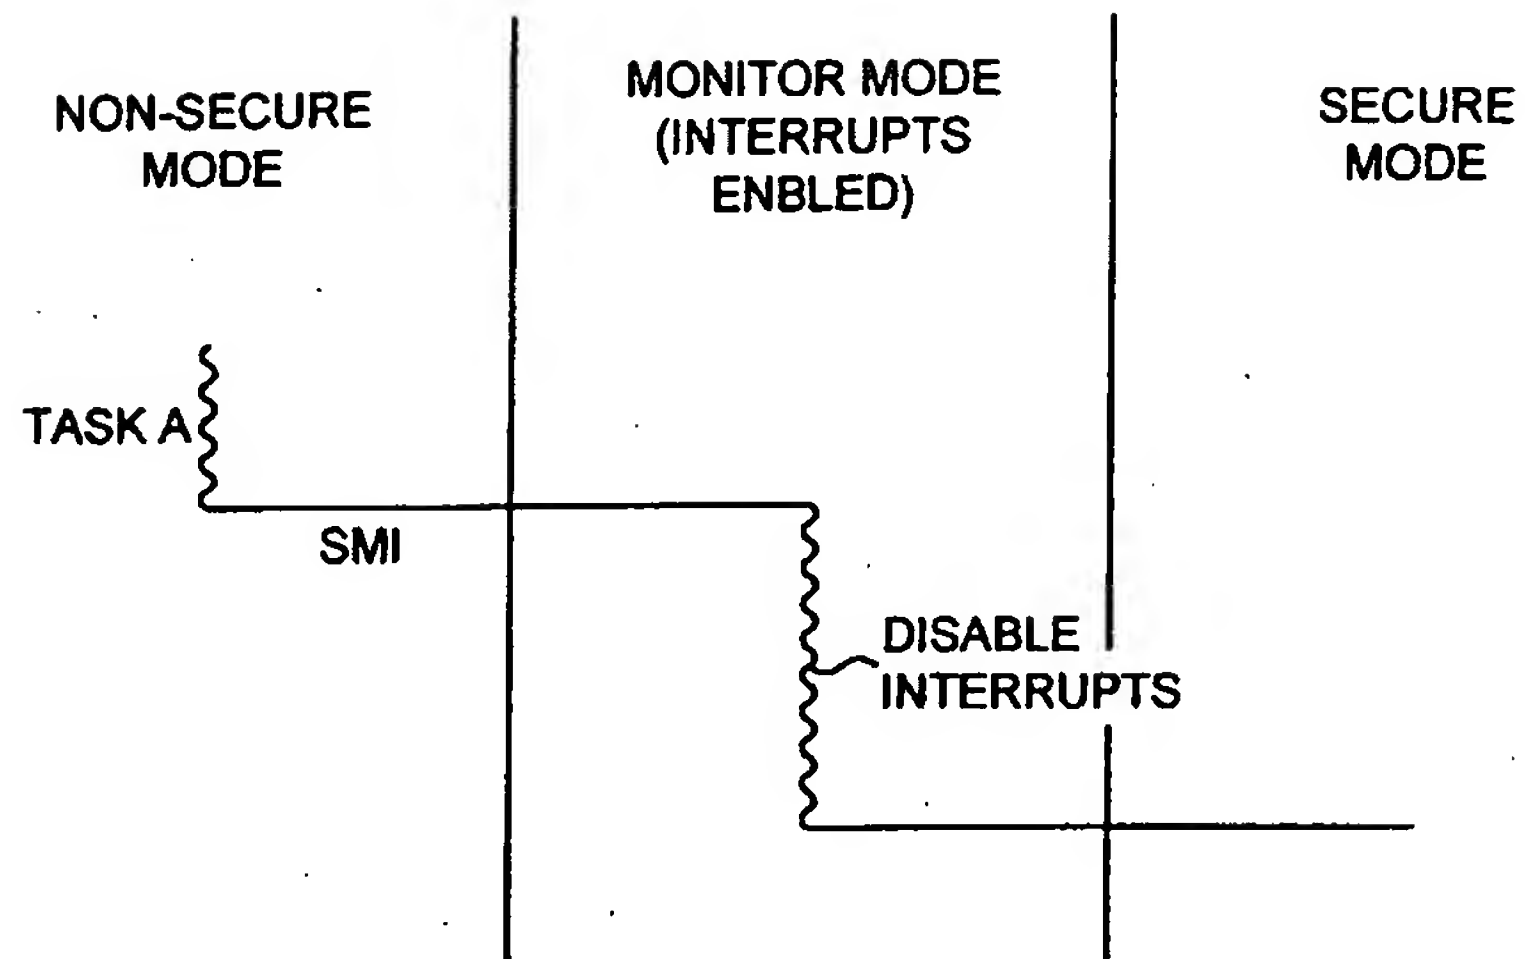 NON-SECURE
MODE
MONITOR MODE
(INTERRUPTS
ENBLED)
SECURE
MODE
TASK A
SMI
DISABLE
INTERRUPTS